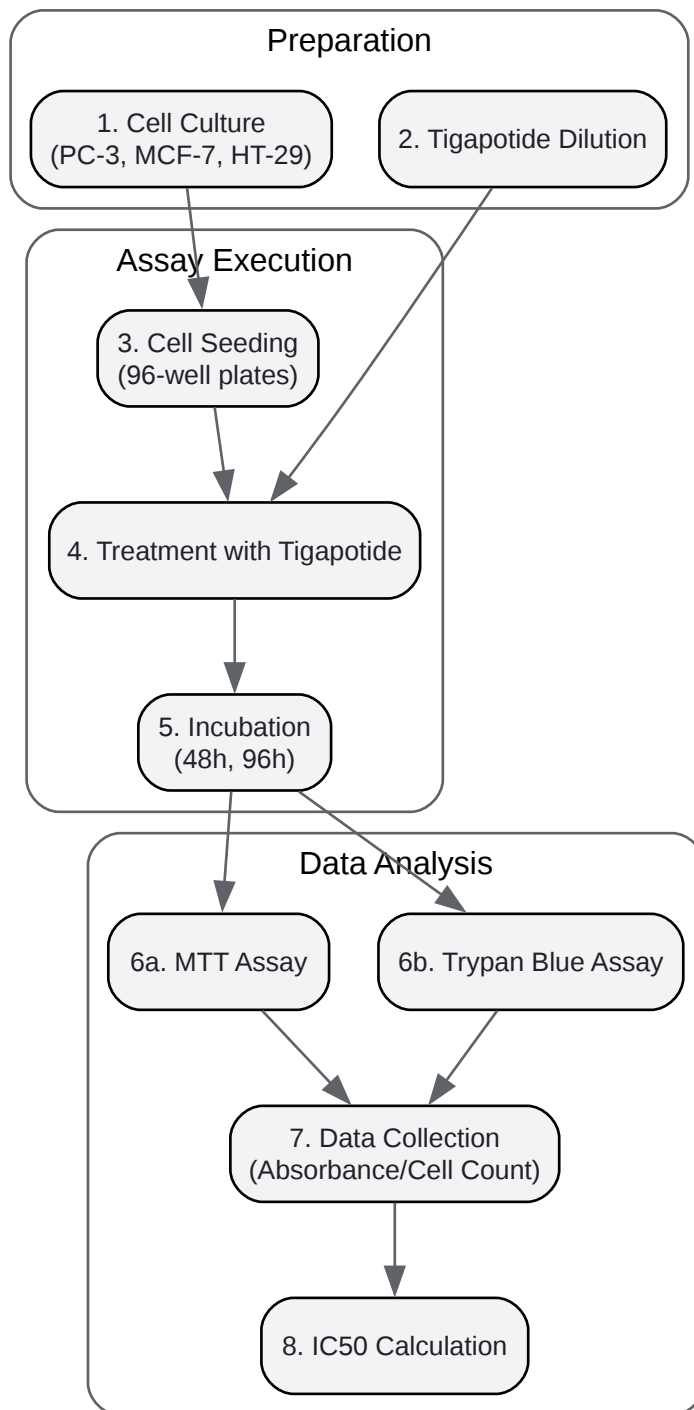 Preparation
1. Cell Culture
(PC-3, MCF-7, HT-29)
2. Tigapotide Dilution
Assay Execution
3. Cell Seeding
(96-well plates)
4. Treatment with Tigapotide
5. Incubation
(48h, 96h)
Data Analysis
6a. MTT Assay
6b. Trypan Blue Assay
7. Data Collection
(Absorbance/Cell Count)
8. IC50 Calculation